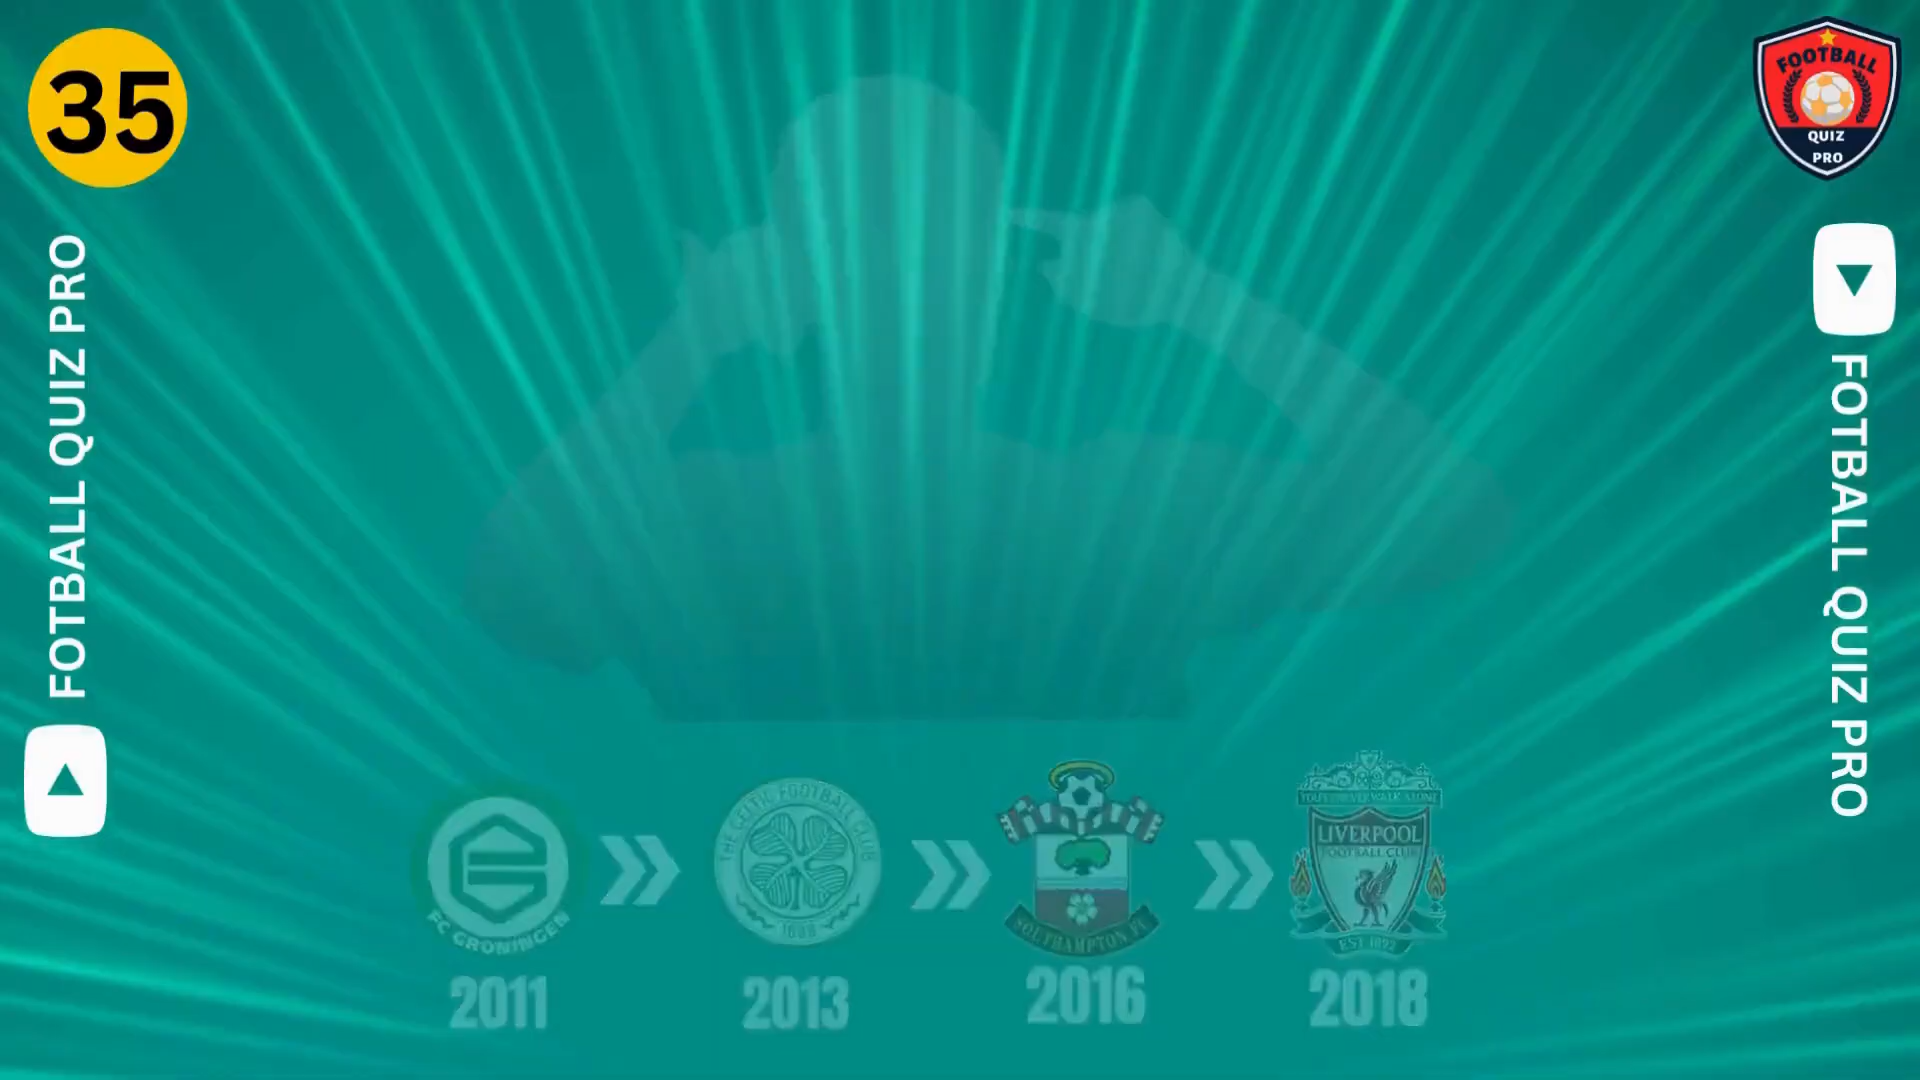 35
FOOTBALL
QUIZ
PRO
FOTBALL QUIZ PRO
FOTBALL QUIZ PRO
FC GRONINGEN
THE CELTIC FOOTBALL CLUB
1888
SOUTHAMPTON FC
YOU'LL NEVER WALK ALONE
LIVERPOOL
FOOTBALL CLUB
EST 1892
2011
2013
2016
2018